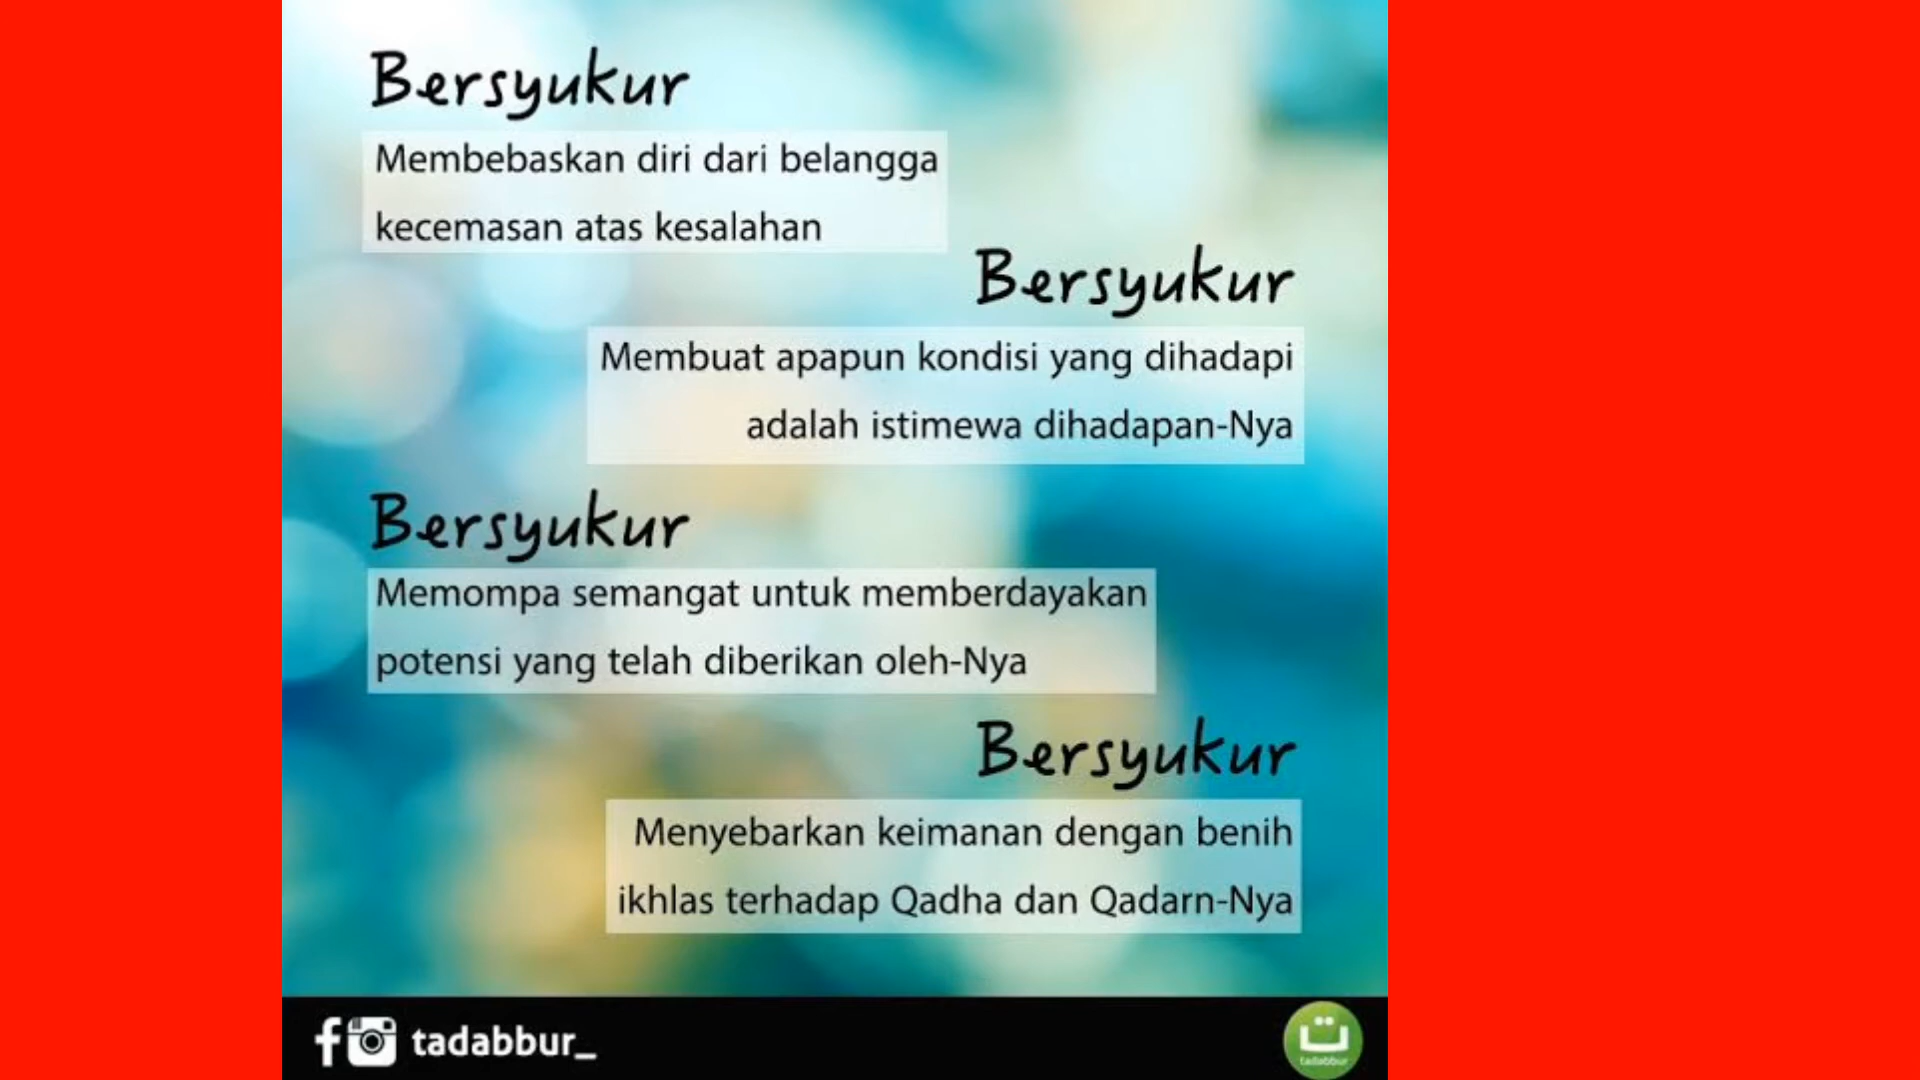 Bersyukur
Membebaskan diri dari belangga
kecemasan atas kesalahan
Bersyukur
Membuat apapun kondisi yang dihadapi
adalah istimewa dihadapan-Nya
Bersyukur
Memompa semangat untuk memberdayakan
potensi yang telah diberikan oleh-Nya
Bersyukur
Menyebarkan keimanan dengan benih
ikhlas terhadap Qadha dan Qadarn-Nya
tadabbur_
tadabbur